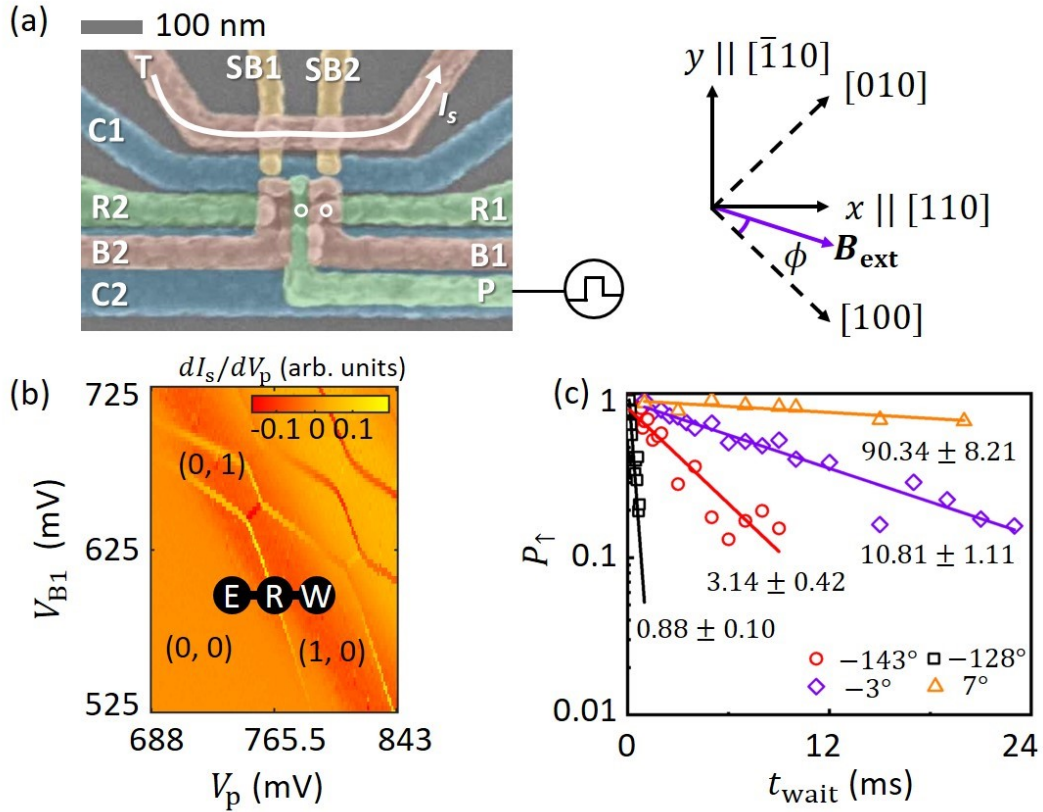 (a)
100 nm
T SB1 SB2
I_s
C1
R2 R1
B2 B1
C2 P
y || [1̄10]
[010]
x || [110]
B_ext
ϕ
[100]
(b)
dI_s/dV_p (arb. units)
-0.1 0 0.1
725
625
525
V_B1 (mV)
(0, 1)
E R W
(0, 0) (1, 0)
688 765.5 843
V_p (mV)
(c)
1
0.1
0.01
P_↑
90.34 ± 8.21
10.81 ± 1.11
3.14 ± 0.42
0.88 ± 0.10
−143° −128°
−3° 7°
0 12 24
t_wait (ms)